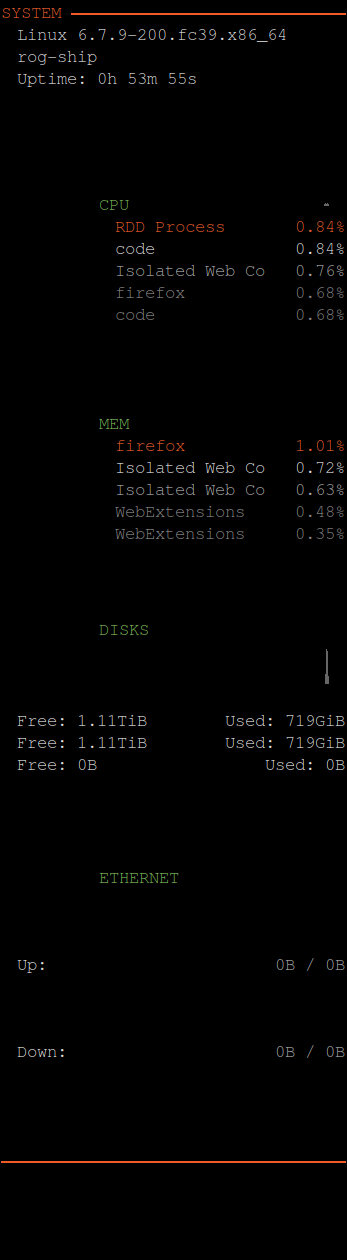 SYSTEM
Linux 6.7.9-200.fc39.x86_64
rog-ship
Uptime: 0h 53m 55s
CPU
RDD Process 0.84%
code 0.84%
Isolated Web Co 0.76%
firefox 0.68%
code 0.68%
MEM
firefox 1.01%
Isolated Web Co 0.72%
Isolated Web Co 0.63%
WebExtensions 0.48%
WebExtensions 0.35%
DISKS
Free: 1.11TiB Used: 719GiB
Free: 1.11TiB Used: 719GiB
Free: 0B Used: 0B
ETHERNET
Up: 0B / 0B
Down: 0B / 0B